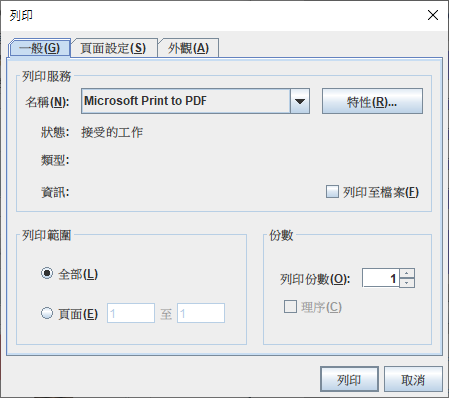 列印
一般(G) 頁面設定(S) 外觀(A)
列印服務
名稱(N): Microsoft Print to PDF 特性(R)...
狀態: 接受的工作
類型:
資訊: 列印至檔案(F)
列印範圍 份數
全部(L) 列印份數(O): 1
頁面(E) 1 至 1 理序(C)
列印 取消